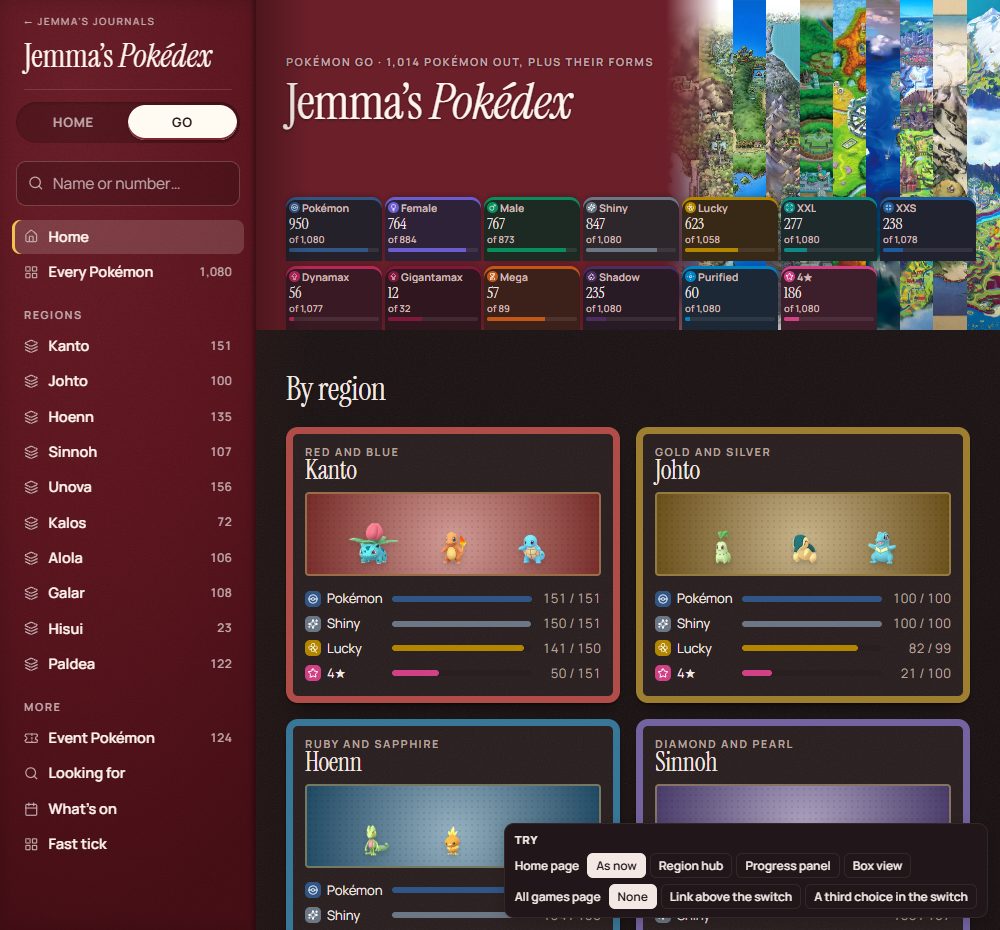 ← JEMMA'S JOURNALS
Jemma's Pokédex
HOME GO
Name or number...
Home
Every Pokémon 1,080
REGIONS
Kanto 151
Johto 100
Hoenn 135
Sinnoh 107
Unova 156
Kalos 72
Alola 106
Galar 108
Hisui 23
Paldea 122
MORE
Event Pokémon 124
Looking for
What's on
Fast tick
POKÉMON GO · 1,014 POKÉMON OUT, PLUS THEIR FORMS
Jemma's Pokédex
Pokémon
950
of 1,080
Female
764
of 884
Male
767
of 873
Shiny
847
of 1,080
Lucky
623
of 1,058
XXL
277
of 1,080
XXS
238
of 1,078
Dynamax
56
of 1,077
Gigantamax
12
of 32
Mega
57
of 89
Shadow
235
of 1,080
Purified
60
of 1,080
4★
186
of 1,080
By region
RED AND BLUE
Kanto
Pokémon 151 / 151
Shiny 150 / 151
Lucky 141 / 150
4★ 50 / 151
GOLD AND SILVER
Johto
Pokémon 100 / 100
Shiny 100 / 100
Lucky 82 / 99
4★ 21 / 100
RUBY AND SAPPHIRE
Hoenn
Pokémon
Shiny
DIAMOND AND PEARL
Sinnoh
Shiny
TRY
Home page As now Region hub Progress panel Box view
All games page None Link above the switch A third choice in the switch